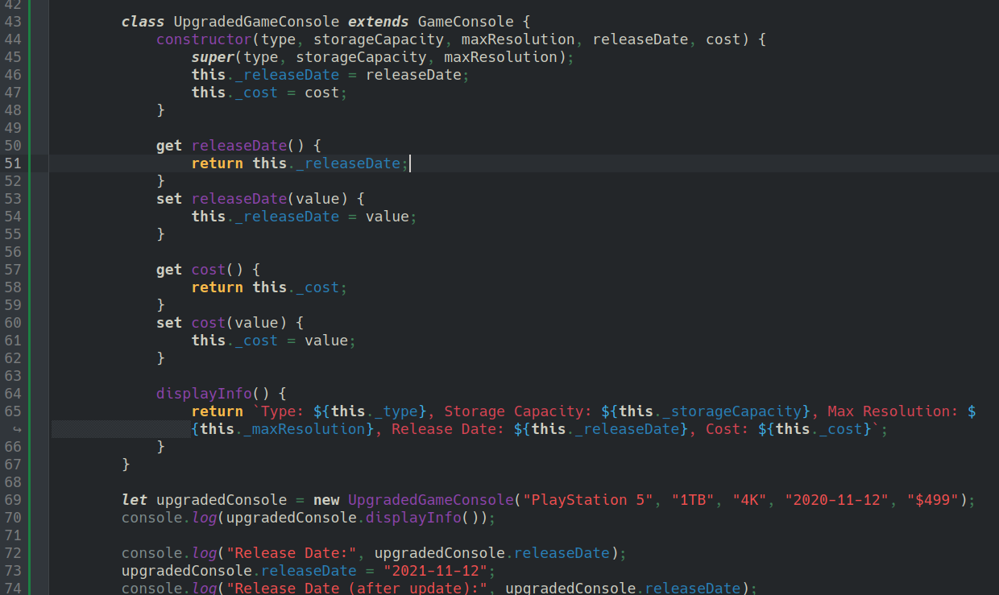 42
43 class UpgradedGameConsole extends GameConsole {
44 constructor(type, storageCapacity, maxResolution, releaseDate, cost) {
45 super(type, storageCapacity, maxResolution);
46 this._releaseDate = releaseDate;
47 this._cost = cost;
48 }
49
50 get releaseDate() {
51 return this._releaseDate;
52 }
53 set releaseDate(value) {
54 this._releaseDate = value;
55 }
56
57 get cost() {
58 return this._cost;
59 }
60 set cost(value) {
61 this._cost = value;
62 }
63
64 displayInfo() {
65 return `Type: ${this._type}, Storage Capacity: ${this._storageCapacity}, Max Resolution: $
↪ {this._maxResolution}, Release Date: ${this._releaseDate}, Cost: ${this._cost}`;
66 }
67 }
68
69 let upgradedConsole = new UpgradedGameConsole("PlayStation 5", "1TB", "4K", "2020-11-12", "$499");
70 console.log(upgradedConsole.displayInfo());
71
72 console.log("Release Date:", upgradedConsole.releaseDate);
73 upgradedConsole.releaseDate = "2021-11-12";
74 console.log("Release Date (after update):", upgradedConsole.releaseDate);